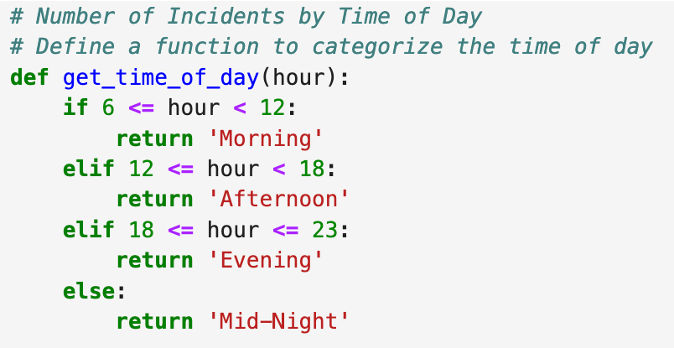 # Number of Incidents by Time of Day
# Define a function to categorize the time of day
def get_time_of_day(hour):
    if 6 <= hour < 12:
        return 'Morning'
    elif 12 <= hour < 18:
        return 'Afternoon'
    elif 18 <= hour <= 23:
        return 'Evening'
    else:
        return 'Mid-Night'